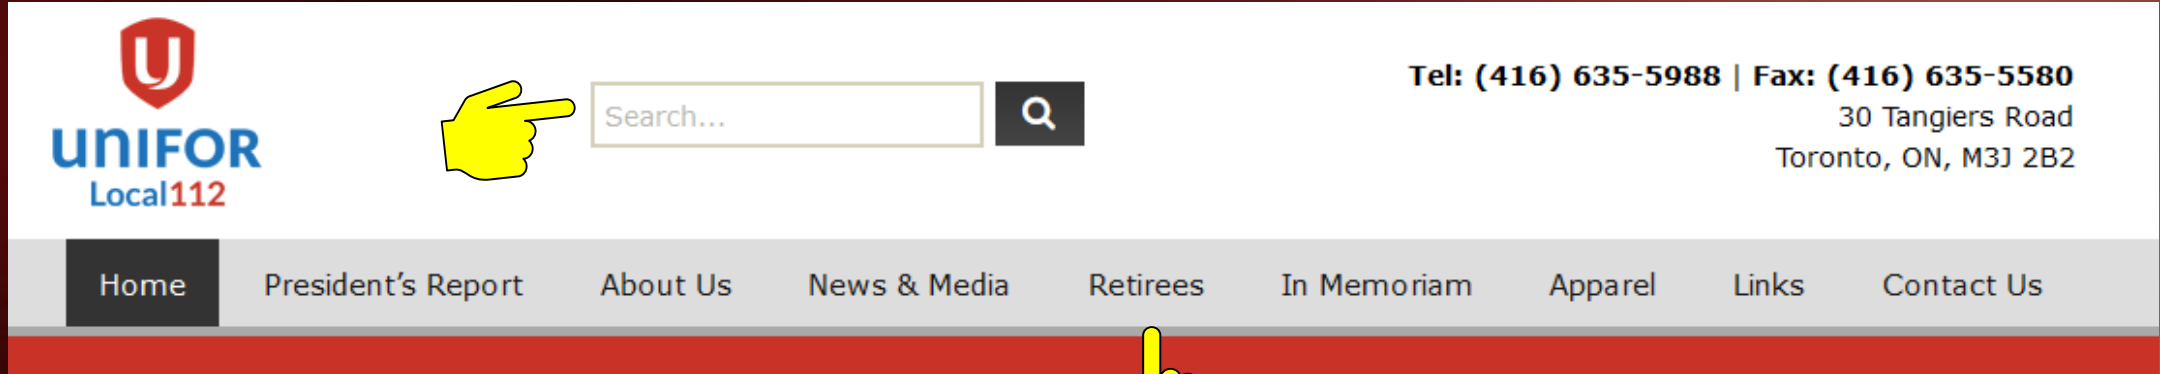 UNIFOR
Local112
Search...
Tel: (416) 635-5988 | Fax: (416) 635-5580
30 Tangiers Road
Toronto, ON, M3J 2B2
Home President's Report About Us News & Media Retirees In Memoriam Apparel Links Contact Us